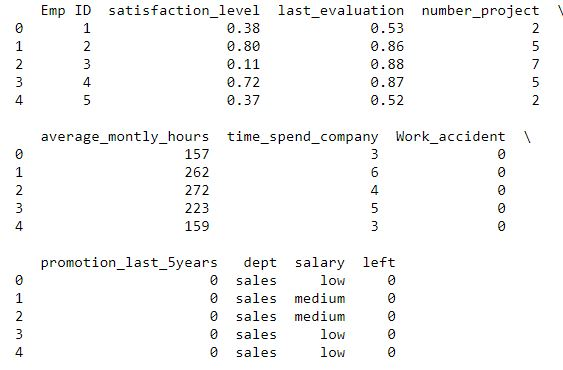 Emp ID satisfaction_level last_evaluation number_project \
0 1 0.38 0.53 2
1 2 0.80 0.86 5
2 3 0.11 0.88 7
3 4 0.72 0.87 5
4 5 0.37 0.52 2
average_montly_hours time_spend_company Work_accident \
0 157 3 0
1 262 6 0
2 272 4 0
3 223 5 0
4 159 3 0
promotion_last_5years dept salary left
0 0 sales low 0
1 0 sales medium 0
2 0 sales medium 0
3 0 sales low 0
4 0 sales low 0